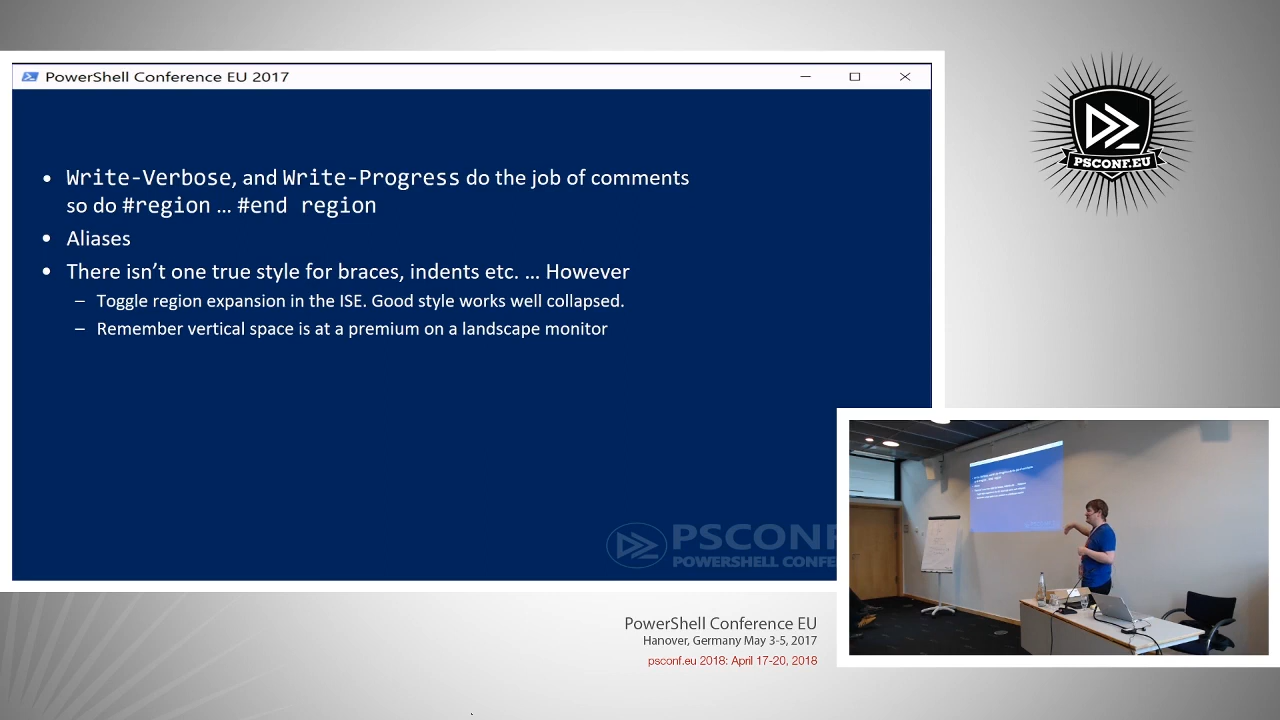 PowerShell Conference EU 2017
• Write-Verbose, and Write-Progress do the job of comments
so do #region … #end region
• Aliases
• There isn’t one true style for braces, indents etc. … However
– Toggle region expansion in the ISE. Good style works well collapsed.
– Remember vertical space is at a premium on a landscape monitor
PSCONF
POWERSHELL CONFE
PSCONF.EU
PowerShell Conference EU
Hanover, Germany May 3-5, 2017
psconf.eu 2018: April 17-20, 2018